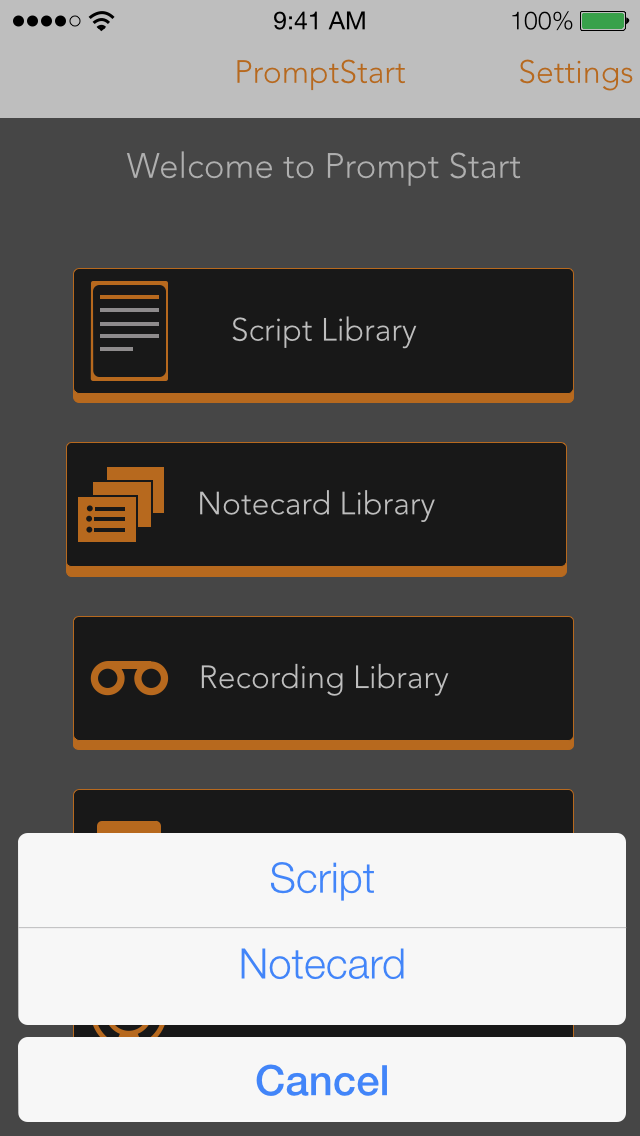 9:41 AM 100%
PromptStart Settings
Welcome to Prompt Start
Script Library
Notecard Library
Recording Library
Script
Notecard
Cancel